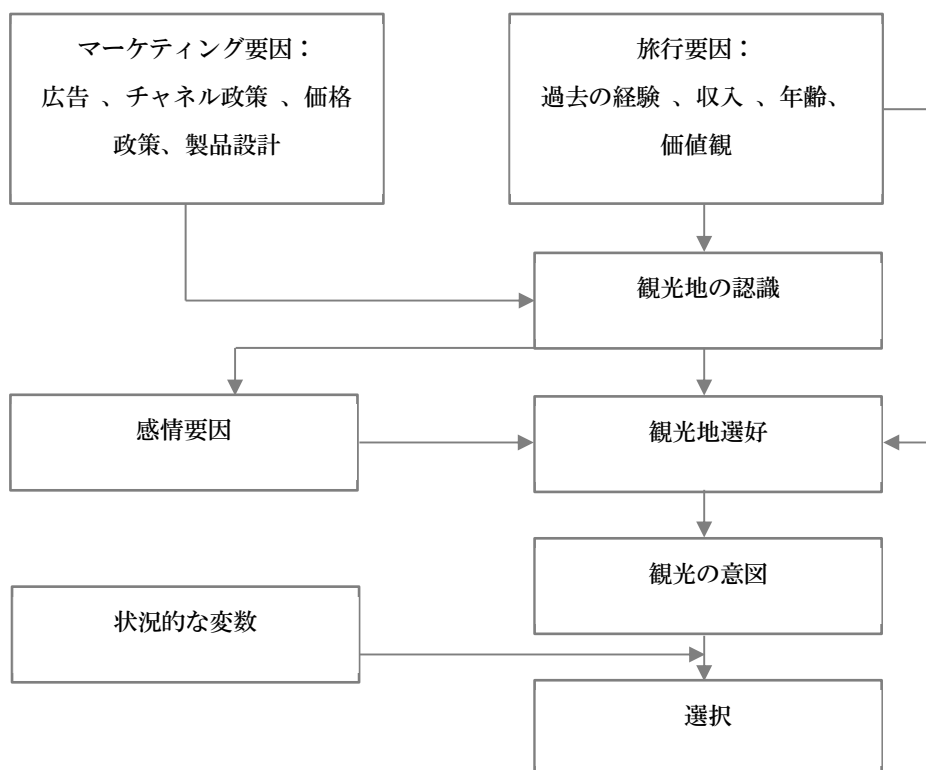 マーケティング要因：
広告 、チャネル政策 、価格
政策、製品設計
旅行要因：
過去の経験 、収入 、年齢、
価値観
観光地の認識
感情要因
観光地選好
観光の意図
状況的な変数
選択